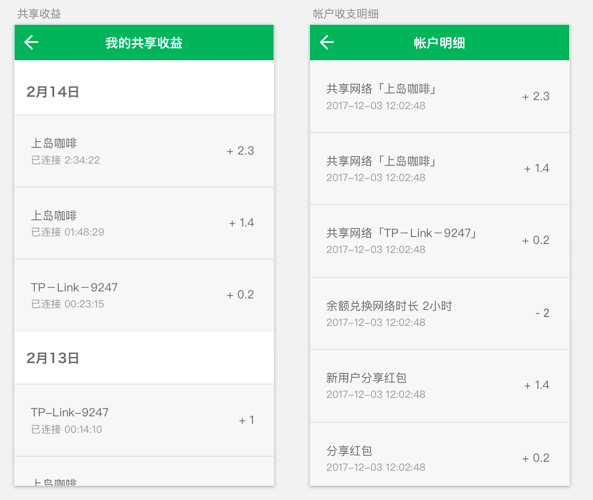 共享收益
我的共享收益
2月14日
上岛咖啡
已连接 2:34:22
+ 2.3
上岛咖啡
已连接 01:48:29
+ 1.4
TP－Link－9247
已连接 00:23:15
+ 0.2
2月13日
TP-Link-9247
已连接 00:14:10
+ 1
上岛咖啡
帐户收支明细
帐户明细
共享网络「上岛咖啡」
2017-12-03 12:02:48
+ 2.3
共享网络「上岛咖啡」
2017-12-03 12:02:48
+ 1.4
共享网络「TP－Link－9247」
2017-12-03 12:02:48
+ 0.2
余额兑换网络时长 2小时
2017-12-03 12:02:48
- 2
新用户分享红包
2017-12-03 12:02:48
+ 1.4
分享红包
2017-12-03 12:02:48
+ 0.2